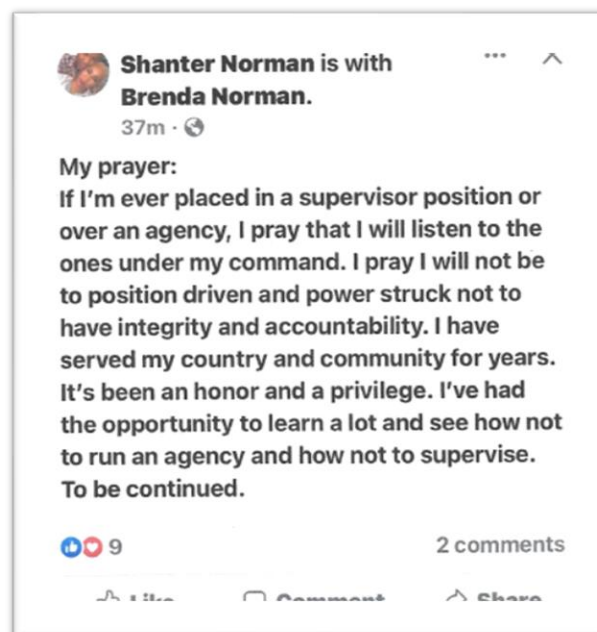 Shanter Norman is with
Brenda Norman.
37m ·
My prayer:
If I'm ever placed in a supervisor position or
over an agency, I pray that I will listen to the
ones under my command. I pray I will not be
to position driven and power struck not to
have integrity and accountability. I have
served my country and community for years.
It's been an honor and a privilege. I've had
the opportunity to learn a lot and see how not
to run an agency and how not to supervise.
To be continued.
9 2 comments
Like Comment Share